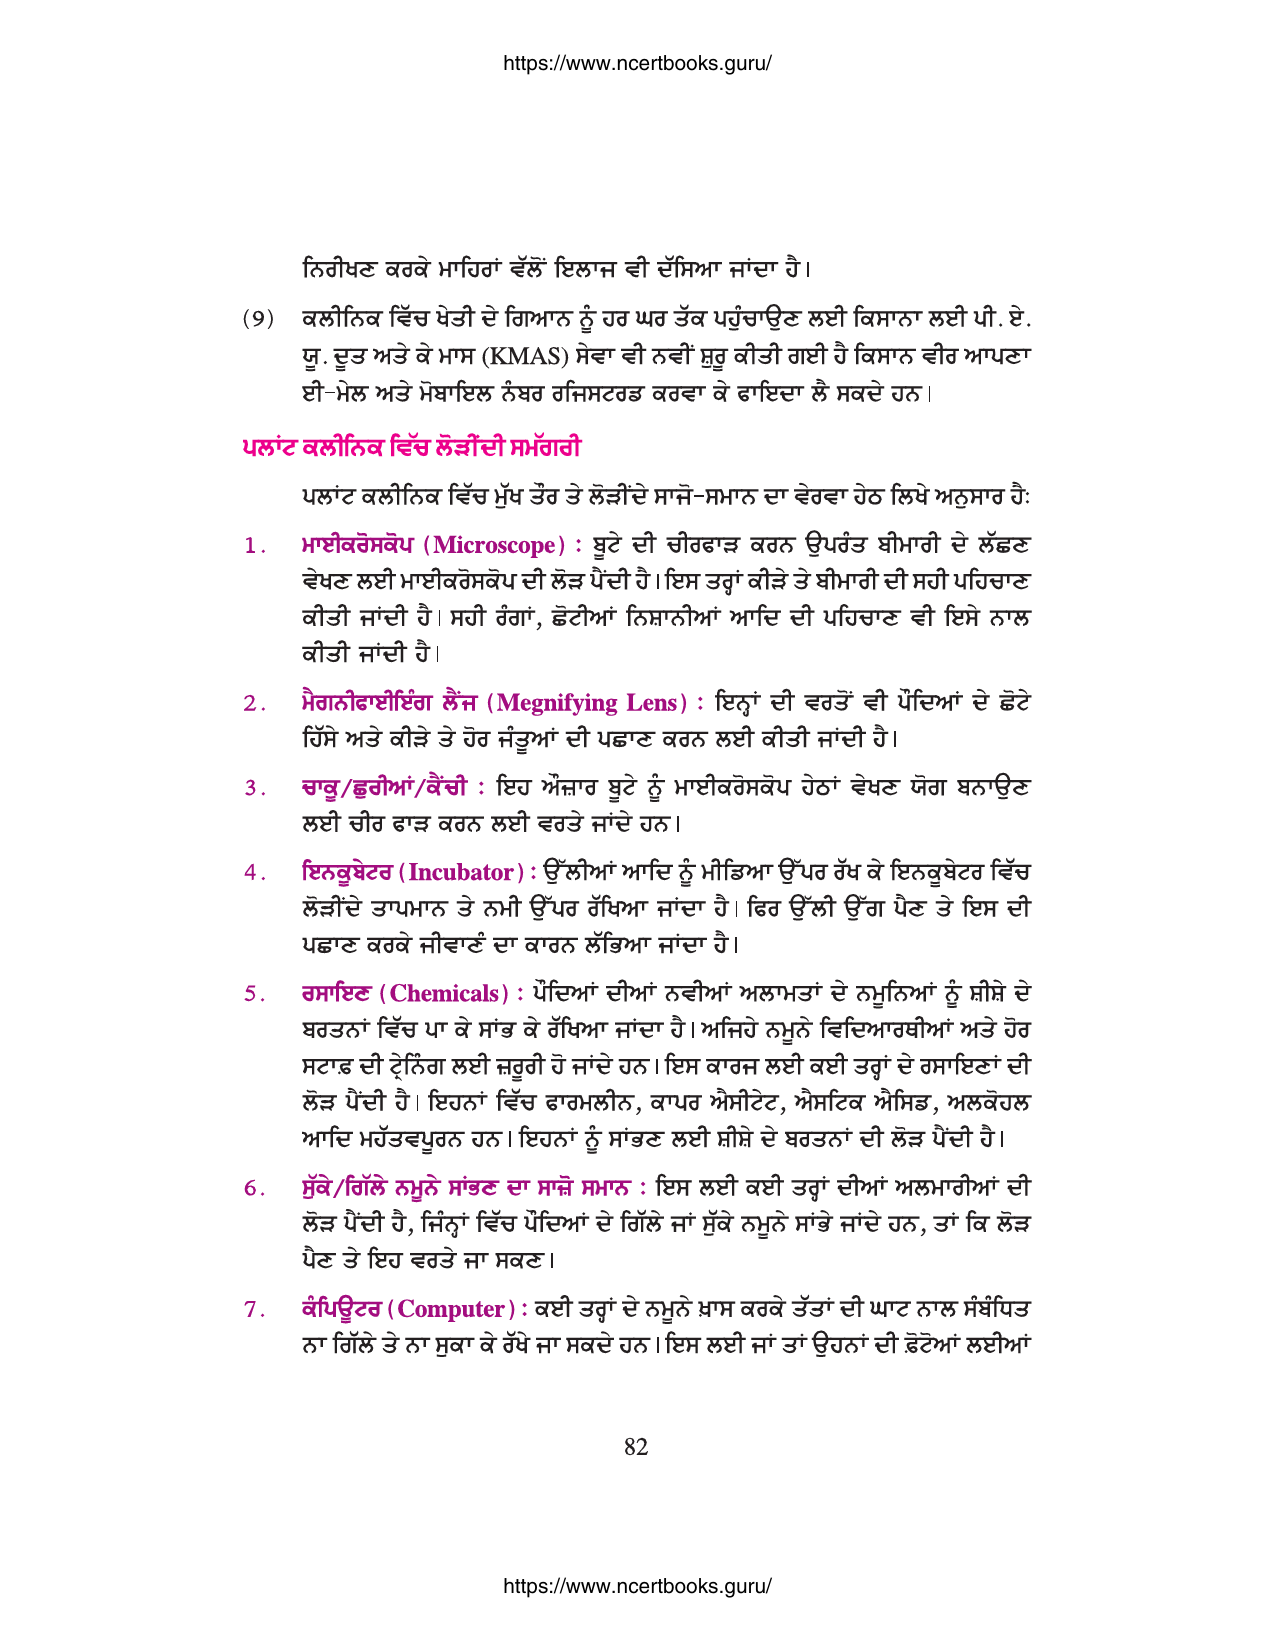 https://www.ncertbooks.guru/
ਨਿਰੀਖਣ ਕਰਕੇ ਮਾਹਿਰਾਂ ਵੱਲੋਂ ਇਲਾਜ ਵੀ ਦੱਸਿਆ ਜਾਂਦਾ ਹੈ।
(9) ਕਲੀਨਿਕ ਵਿੱਚ ਖੇਤੀ ਦੇ ਗਿਆਨ ਨੂੰ ਹਰ ਘਰ ਤੱਕ ਪਹੁੰਚਾਉਣ ਲਈ ਕਿਸਾਨਾ ਲਈ ਪੀ. ਏ.
ਯੂ. ਦੂਤ ਅਤੇ ਕੇ ਮਾਸ (KMAS) ਸੇਵਾ ਵੀ ਨਵੀਂ ਸ਼ੁਰੂ ਕੀਤੀ ਗਈ ਹੈ ਕਿਸਾਨ ਵੀਰ ਆਪਣਾ
ਈ-ਮੇਲ ਅਤੇ ਮੋਬਾਇਲ ਨੰਬਰ ਰਜਿਸਟਰਡ ਕਰਵਾ ਕੇ ਫਾਇਦਾ ਲੈ ਸਕਦੇ ਹਨ।
ਪਲਾਂਟ ਕਲੀਨਿਕ ਵਿੱਚ ਲੋੜੀਂਦੀ ਸਮੱਗਰੀ
ਪਲਾਂਟ ਕਲੀਨਿਕ ਵਿੱਚ ਮੁੱਖ ਤੌਰ ਤੇ ਲੋੜੀਂਦੇ ਸਾਜੋ-ਸਮਾਨ ਦਾ ਵੇਰਵਾ ਹੇਠ ਲਿਖੇ ਅਨੁਸਾਰ ਹੈ:
1. ਮਾਈਕਰੋਸਕੋਪ (Microscope) : ਬੂਟੇ ਦੀ ਚੀਰਫਾੜ ਕਰਨ ਉਪਰੰਤ ਬੀਮਾਰੀ ਦੇ ਲੱਛਣ
ਵੇਖਣ ਲਈ ਮਾਈਕਰੋਸਕੋਪ ਦੀ ਲੋੜ ਪੈਂਦੀ ਹੈ। ਇਸ ਤਰ੍ਹਾਂ ਕੀੜੇ ਤੇ ਬੀਮਾਰੀ ਦੀ ਸਹੀ ਪਹਿਚਾਣ
ਕੀਤੀ ਜਾਂਦੀ ਹੈ। ਸਹੀ ਰੰਗਾਂ, ਛੋਟੀਆਂ ਨਿਸ਼ਾਨੀਆਂ ਆਦਿ ਦੀ ਪਹਿਚਾਣ ਵੀ ਇਸੇ ਨਾਲ
ਕੀਤੀ ਜਾਂਦੀ ਹੈ।
2. ਮੈਗਨੀਫਾਈਇੰਗ ਲੈਂਜ (Megnifying Lens) : ਇਨ੍ਹਾਂ ਦੀ ਵਰਤੋਂ ਵੀ ਪੌਦਿਆਂ ਦੇ ਛੋਟੇ
ਹਿੱਸੇ ਅਤੇ ਕੀੜੇ ਤੇ ਹੋਰ ਜੰਤੂਆਂ ਦੀ ਪਛਾਣ ਕਰਨ ਲਈ ਕੀਤੀ ਜਾਂਦੀ ਹੈ।
3. ਚਾਕੂ/ਛੁਰੀਆਂ/ਕੈਂਚੀ : ਇਹ ਔਜ਼ਾਰ ਬੂਟੇ ਨੂੰ ਮਾਈਕਰੋਸਕੋਪ ਹੇਠਾਂ ਵੇਖਣ ਯੋਗ ਬਨਾਉਣ
ਲਈ ਚੀਰ ਫਾੜ ਕਰਨ ਲਈ ਵਰਤੇ ਜਾਂਦੇ ਹਨ।
4. ਇਨਕੂਬੇਟਰ (Incubator) : ਉੱਲੀਆਂ ਆਦਿ ਨੂੰ ਮੀਡਿਆ ਉੱਪਰ ਰੱਖ ਕੇ ਇਨਕੂਬੇਟਰ ਵਿੱਚ
ਲੋੜੀਂਦੇ ਤਾਪਮਾਨ ਤੇ ਨਮੀ ਉੱਪਰ ਰੱਖਿਆ ਜਾਂਦਾ ਹੈ। ਫਿਰ ਉੱਲੀ ਉੱਗ ਪੈਣ ਤੇ ਇਸ ਦੀ
ਪਛਾਣ ਕਰਕੇ ਜੀਵਾਣੂੰ ਦਾ ਕਾਰਨ ਲੱਭਿਆ ਜਾਂਦਾ ਹੈ।
5. ਰਸਾਇਣ (Chemicals) : ਪੌਦਿਆਂ ਦੀਆਂ ਨਵੀਆਂ ਅਲਾਮਤਾਂ ਦੇ ਨਮੂਨਿਆਂ ਨੂੰ ਸ਼ੀਸ਼ੇ ਦੇ
ਬਰਤਨਾਂ ਵਿੱਚ ਪਾ ਕੇ ਸਾਂਭ ਕੇ ਰੱਖਿਆ ਜਾਂਦਾ ਹੈ। ਅਜਿਹੇ ਨਮੂਨੇ ਵਿਦਿਆਰਥੀਆਂ ਅਤੇ ਹੋਰ
ਸਟਾਫ਼ ਦੀ ਟ੍ਰੇਨਿੰਗ ਲਈ ਜ਼ਰੂਰੀ ਹੋ ਜਾਂਦੇ ਹਨ। ਇਸ ਕਾਰਜ ਲਈ ਕਈ ਤਰ੍ਹਾਂ ਦੇ ਰਸਾਇਣਾਂ ਦੀ
ਲੋੜ ਪੈਂਦੀ ਹੈ। ਇਹਨਾਂ ਵਿੱਚ ਫਾਰਮਲੀਨ, ਕਾਪਰ ਐਸੀਟੇਟ, ਐਸਟਿਕ ਐਸਿਡ, ਅਲਕੋਹਲ
ਆਦਿ ਮਹੱਤਵਪੂਰਨ ਹਨ। ਇਹਨਾਂ ਨੂੰ ਸਾਂਭਣ ਲਈ ਸ਼ੀਸ਼ੇ ਦੇ ਬਰਤਨਾਂ ਦੀ ਲੋੜ ਪੈਂਦੀ ਹੈ।
6. ਸੁੱਕੇ/ਗਿੱਲੇ ਨਮੂਨੇ ਸਾਂਭਣ ਦਾ ਸਾਜ਼ੋ ਸਮਾਨ : ਇਸ ਲਈ ਕਈ ਤਰ੍ਹਾਂ ਦੀਆਂ ਅਲਮਾਰੀਆਂ ਦੀ
ਲੋੜ ਪੈਂਦੀ ਹੈ, ਜਿੰਨ੍ਹਾਂ ਵਿੱਚ ਪੌਦਿਆਂ ਦੇ ਗਿੱਲੇ ਜਾਂ ਸੁੱਕੇ ਨਮੂਨੇ ਸਾਂਭੇ ਜਾਂਦੇ ਹਨ, ਤਾਂ ਕਿ ਲੋੜ
ਪੈਣ ਤੇ ਇਹ ਵਰਤੇ ਜਾ ਸਕਣ।
7. ਕੰਪਿਊਟਰ (Computer) : ਕਈ ਤਰ੍ਹਾਂ ਦੇ ਨਮੂਨੇ ਖ਼ਾਸ ਕਰਕੇ ਤੱਤਾਂ ਦੀ ਘਾਟ ਨਾਲ ਸੰਬੰਧਿਤ
ਨਾ ਗਿੱਲੇ ਤੇ ਨਾ ਸੁਕਾ ਕੇ ਰੱਖੇ ਜਾ ਸਕਦੇ ਹਨ। ਇਸ ਲਈ ਜਾਂ ਤਾਂ ਉਹਨਾਂ ਦੀ ਫ਼ੋਟੋਆਂ ਲਈਆਂ
82
https://www.ncertbooks.guru/